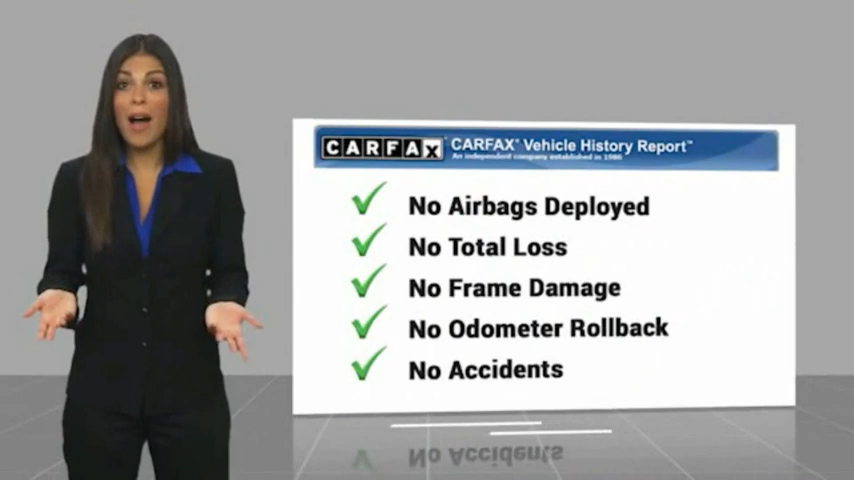 CARFAX CARFAX® Vehicle History Report™
An independent company established in 1986
No Airbags Deployed
No Total Loss
No Frame Damage
No Odometer Rollback
No Accidents
No Accidents